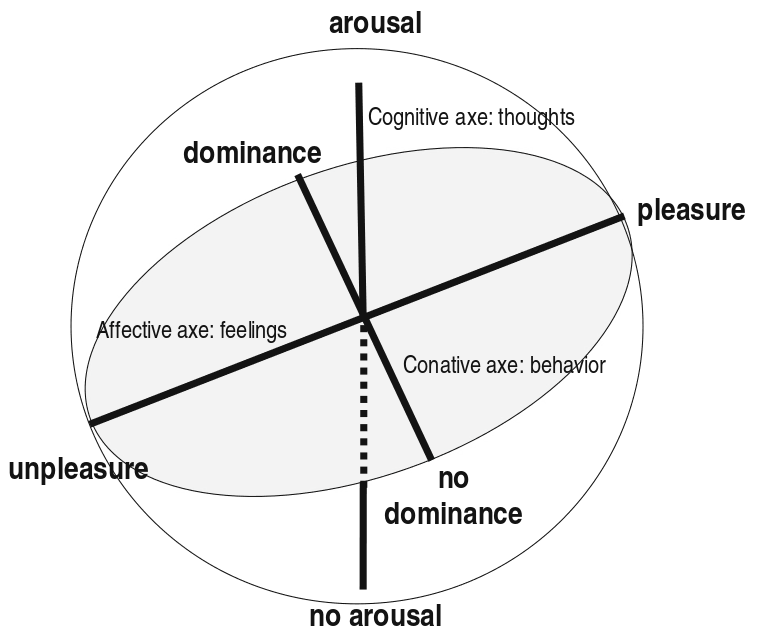 arousal
Cognitive axe: thoughts
dominance
pleasure
Affective axe: feelings
Conative axe: behavior
unpleasure
no
dominance
no arousal